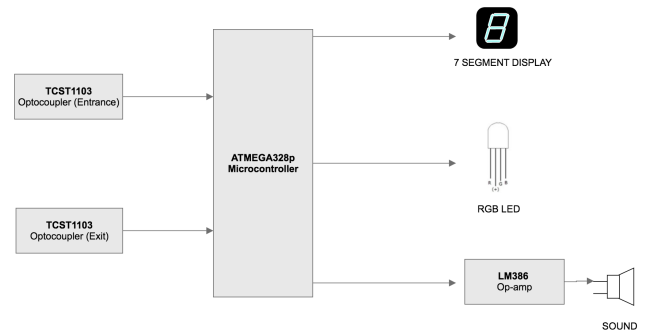 7 SEGMENT DISPLAY
TCST1103
Optocoupler (Entrance)
ATMEGA328p
Microcontroller
R G B
(+)
RGB LED
TCST1103
Optocoupler (Exit)
LM386
Op-amp
SOUND